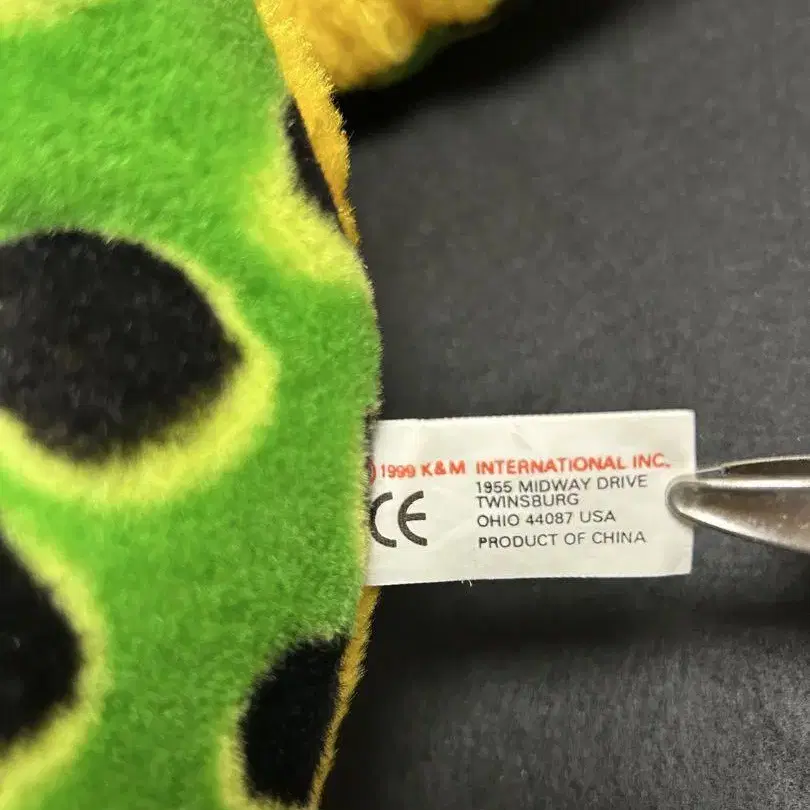 1999 K&M INTERNATIONAL INC.
1955 MIDWAY DRIVE
TWINSBURG
OHIO 44087 USA
PRODUCT OF CHINA
CE